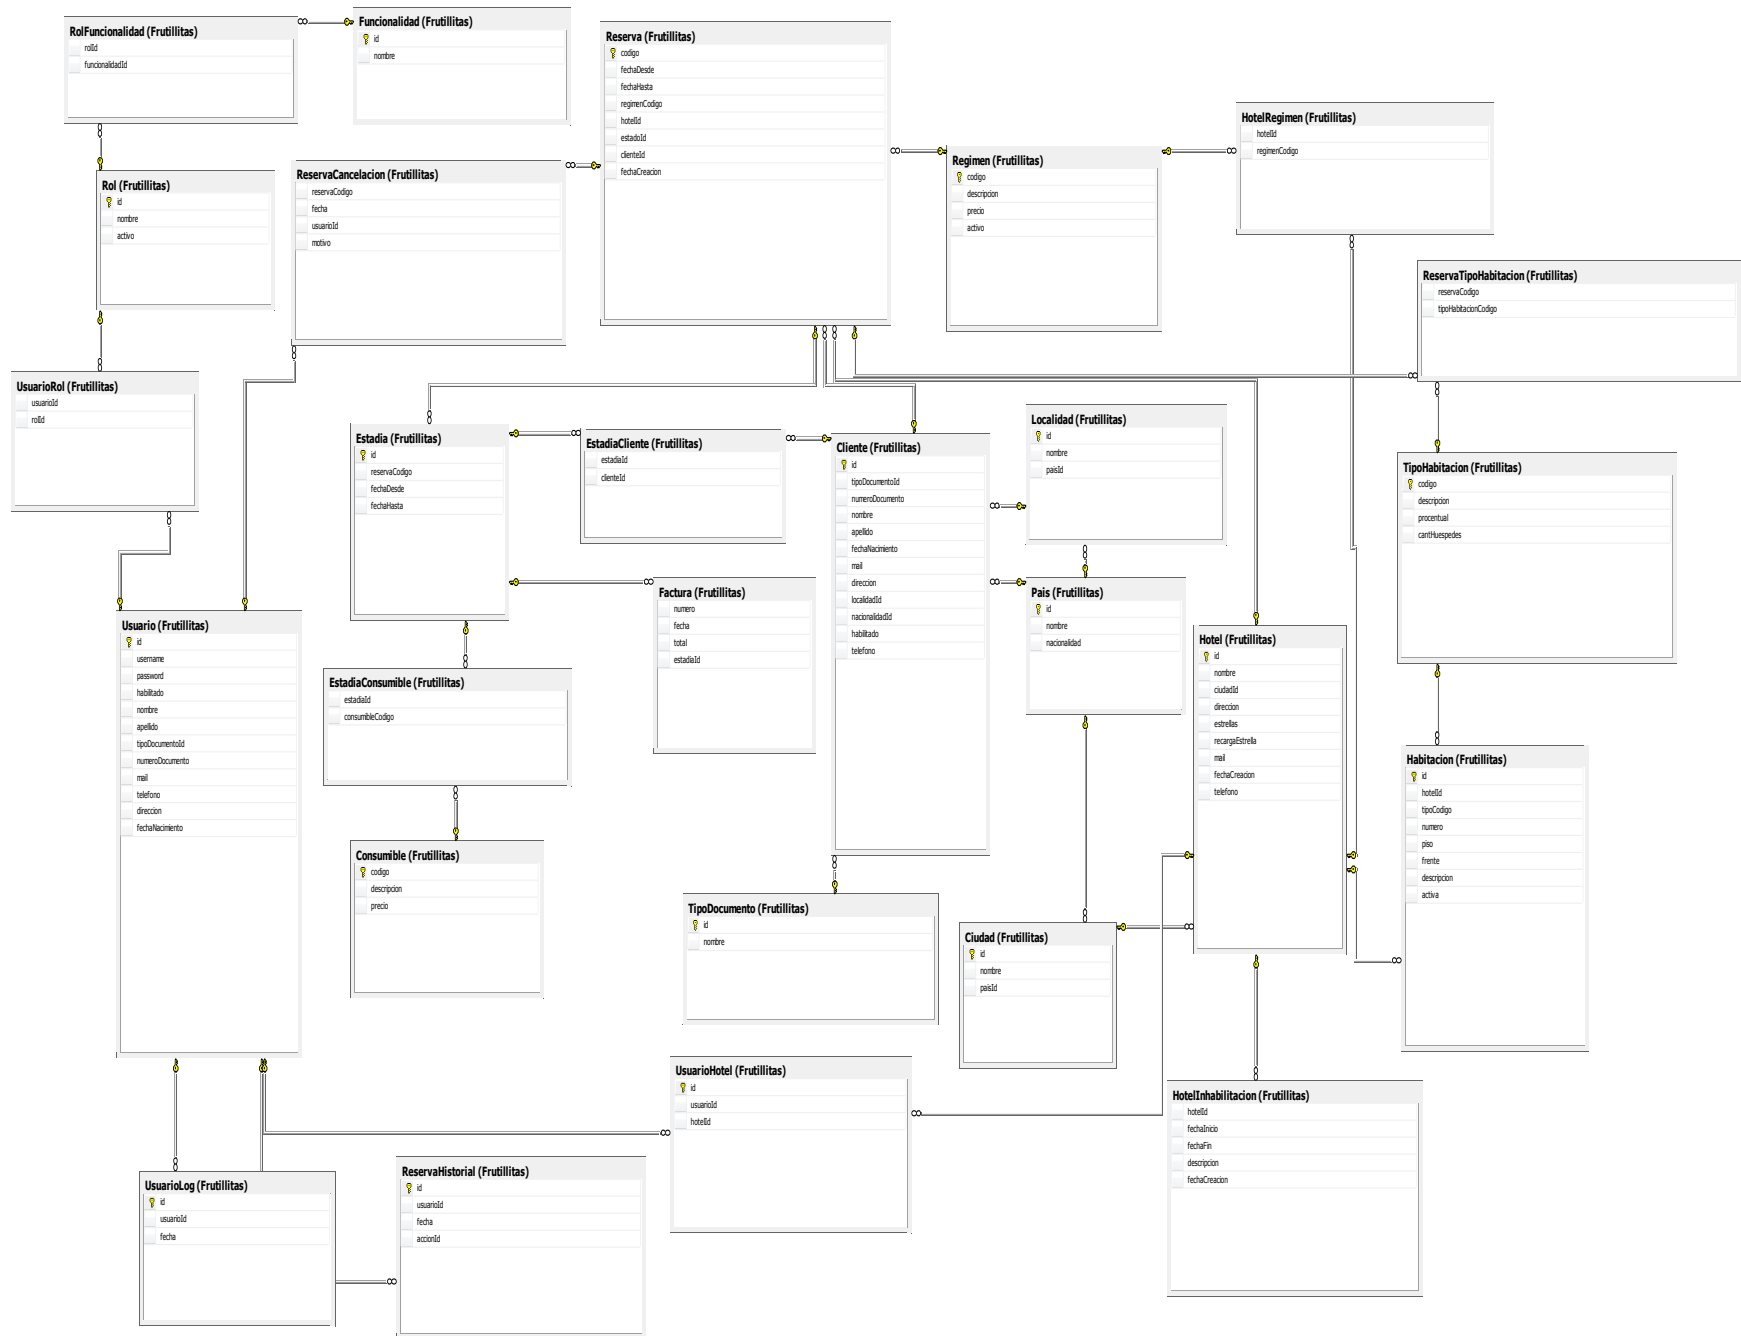 RolFuncionalidad (Frutillitas)
rolId
funcionalidadId
Funcionalidad (Frutillitas)
id
nombre
Reserva (Frutillitas)
codigo
fechaDesde
fechaHasta
regimenCodigo
hotelId
estadoId
clienteId
fechaCreacion
HotelRegimen (Frutillitas)
hotelId
regimenCodigo
Regimen (Frutillitas)
codigo
descripcion
precio
activo
Rol (Frutillitas)
id
nombre
activo
ReservaCancelacion (Frutillitas)
reservaCodigo
fecha
usuarioId
motivo
ReservaTipoHabitacion (Frutillitas)
reservaCodigo
tipoHabitacionCodigo
UsuarioRol (Frutillitas)
usuarioId
rolId
Estadia (Frutillitas)
id
reservaCodigo
fechaDesde
fechaHasta
EstadiaCliente (Frutillitas)
estadiaId
clienteId
Cliente (Frutillitas)
id
tipoDocumentoId
numeroDocumento
nombre
apellido
fechaNacimiento
mail
direccion
localidadId
nacionalidadId
habilitado
telefono
Localidad (Frutillitas)
id
nombre
paisId
TipoHabitacion (Frutillitas)
codigo
descripcion
procentual
cantHuespedes
Factura (Frutillitas)
numero
fecha
total
estadiaId
Pais (Frutillitas)
id
nombre
nacionalidad
Usuario (Frutillitas)
id
username
password
habilitado
nombre
apellido
tipoDocumentoId
numeroDocumento
mail
telefono
direccion
fechaNacimiento
Hotel (Frutillitas)
id
nombre
ciudadId
direccion
estrellas
recargaEstrella
mail
fechaCreacion
telefono
EstadiaConsumible (Frutillitas)
estadiaId
consumibleCodigo
Habitacion (Frutillitas)
id
hotelId
tipoCodigo
numero
piso
frente
descripcion
activa
Consumible (Frutillitas)
codigo
descripcion
precio
TipoDocumento (Frutillitas)
id
nombre
Ciudad (Frutillitas)
id
nombre
paisId
UsuarioHotel (Frutillitas)
id
usuarioId
hotelId
HotelInhabilitacion (Frutillitas)
hotelId
fechaInicio
fechaFin
descripcion
fechaCreacion
UsuarioLog (Frutillitas)
id
usuarioId
fecha
ReservaHistorial (Frutillitas)
id
usuarioId
fecha
accionId